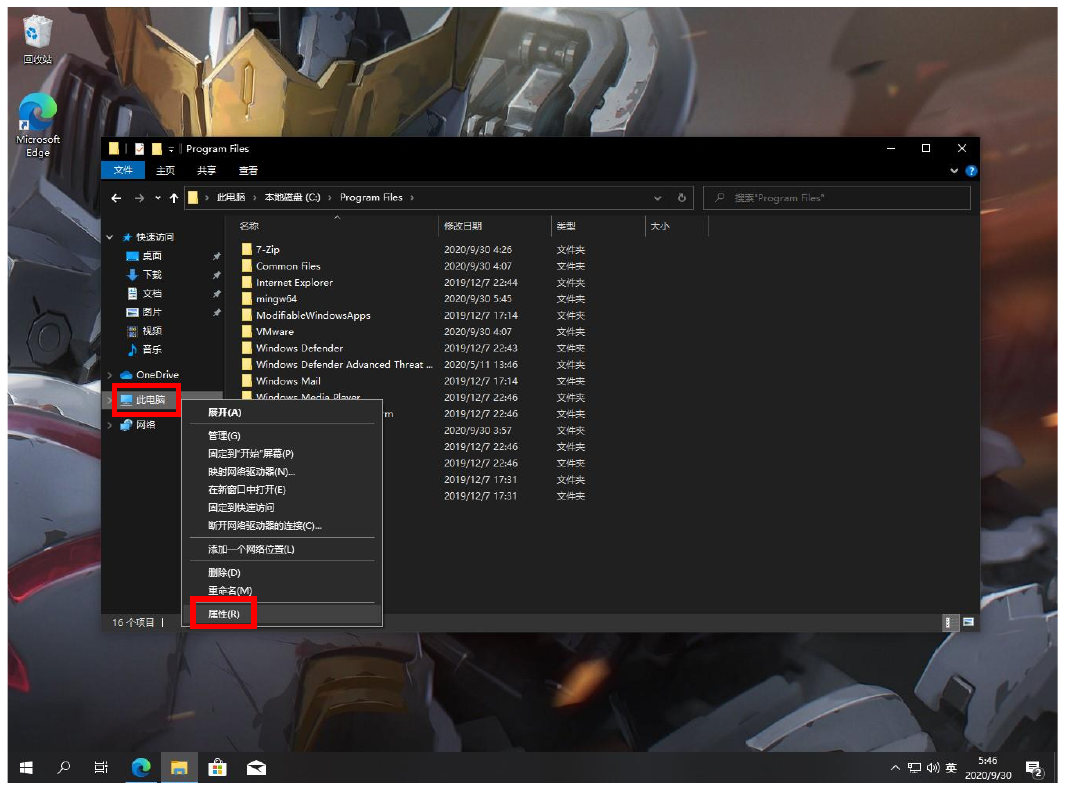 回收站
Microsoft
Edge
Program Files
文件 主页 共享 查看
此电脑 本地磁盘 (C:) Program Files
搜索"Program Files"
名称 修改日期 类型 大小
快速访问
桌面
下载
文档
图片
视频
音乐
OneDrive
此电脑
网络
7-Zip 2020/9/30 4:26 文件夹
Common Files 2020/9/30 4:07 文件夹
Internet Explorer 2019/12/7 22:44 文件夹
mingw64 2020/9/30 5:45 文件夹
ModifiableWindowsApps 2019/12/7 17:14 文件夹
VMware 2020/9/30 4:07 文件夹
Windows Defender 2019/12/7 22:43 文件夹
Windows Defender Advanced Threat ... 2020/5/11 13:46 文件夹
Windows Mail 2019/12/7 17:14 文件夹
Windows Media Player 2019/12/7 22:46 文件夹
m 2019/12/7 22:46 文件夹
2020/9/30 3:57 文件夹
2019/12/7 22:46 文件夹
2019/12/7 22:46 文件夹
2019/12/7 17:31 文件夹
2019/12/7 17:31 文件夹
展开(A)
管理(G)
固定到"开始"屏幕(P)
映射网络驱动器(N)...
在新窗口中打开(E)
固定到快速访问
断开网络驱动器的连接(C)...
添加一个网络位置(L)
删除(D)
重命名(M)
属性(R)
16 个项目
英
5:46
2020/9/30
2